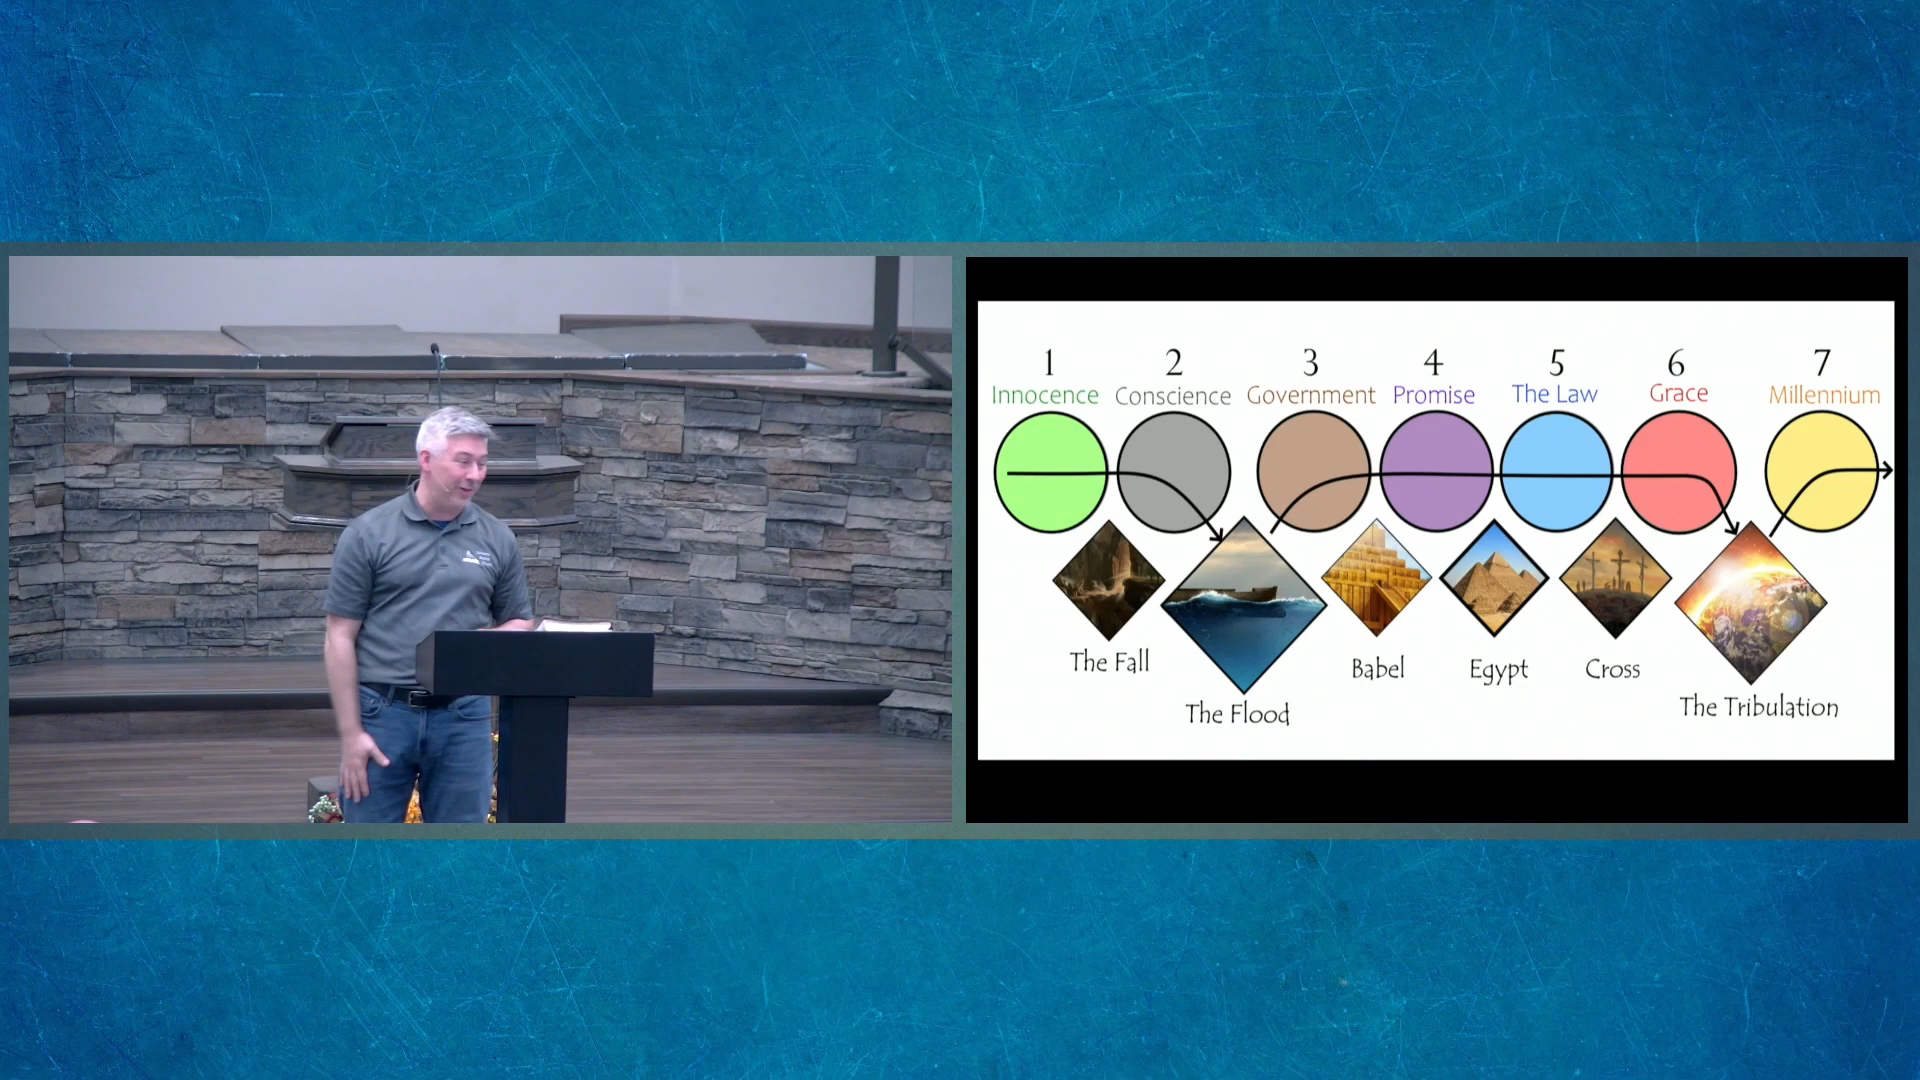 1 2 3 4 5 6 7
Innocence Conscience Government Promise The Law Grace Millennium
The Fall Babel Egypt Cross
The Flood The Tribulation